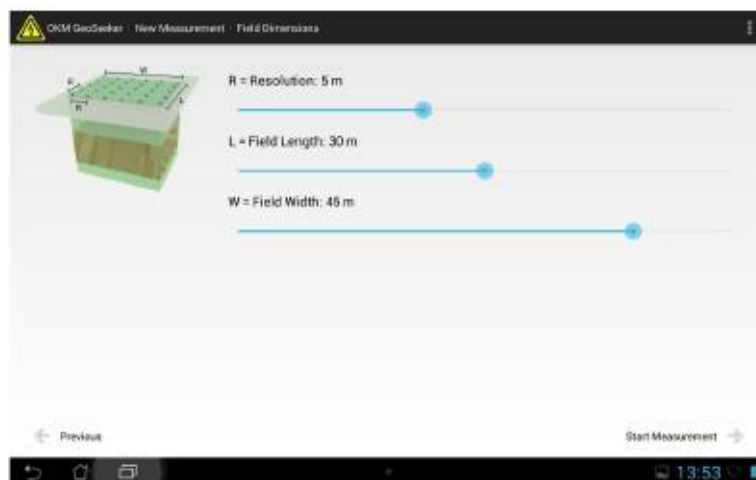 OKM GeoSeeker New Measurement Field Dimensions
W
R
L
R
R = Resolution: 5 m
L = Field Length: 30 m
W = Field Width: 45 m
Previous
Start Measurement
13:53